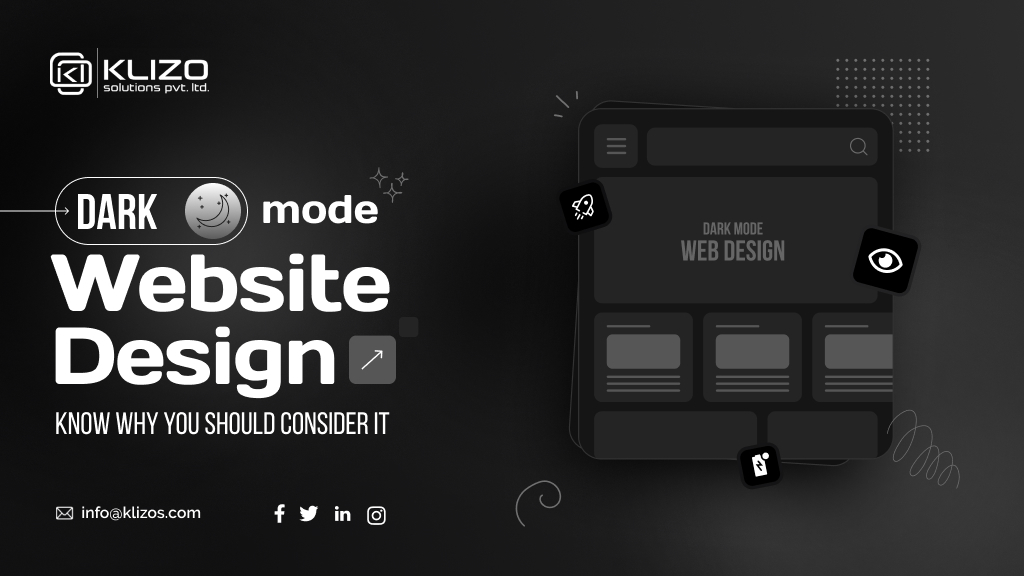 KLIZO
solutions pvt. ltd.
DARK mode
Website
Design
KNOW WHY YOU SHOULD CONSIDER IT
info@klizos.com
DARK MODE
WEB DESIGN